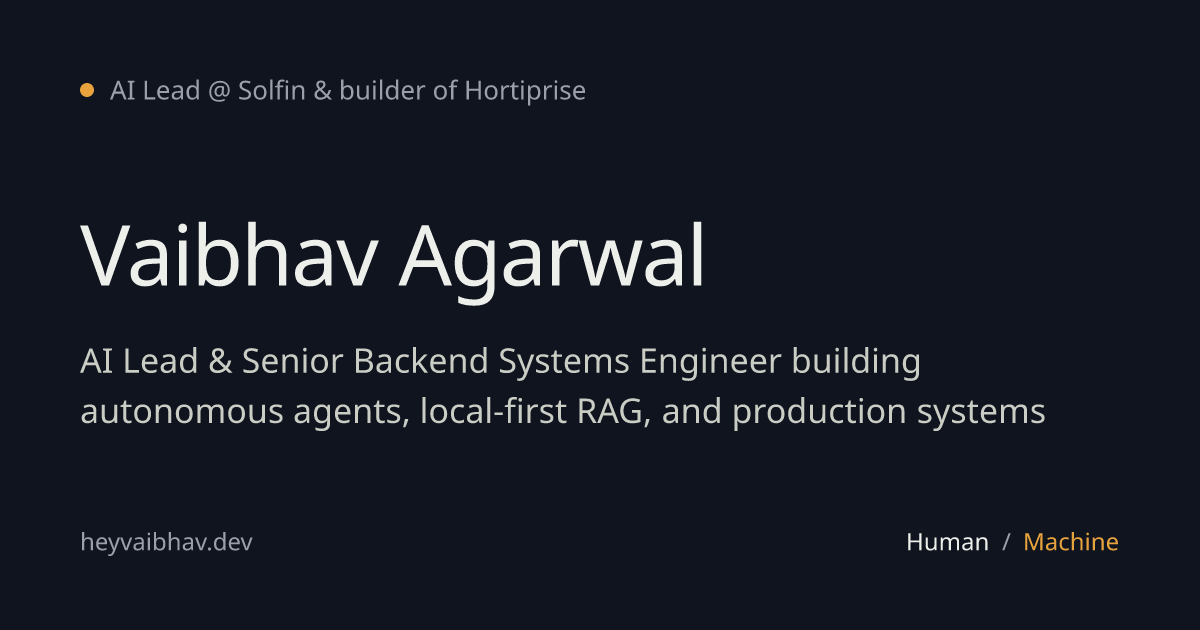 AI Lead @ Solfin & builder of Hortiprise
Vaibhav Agarwal
AI Lead & Senior Backend Systems Engineer building
autonomous agents, local-first RAG, and production systems
heyvaibhav.dev
Human / Machine